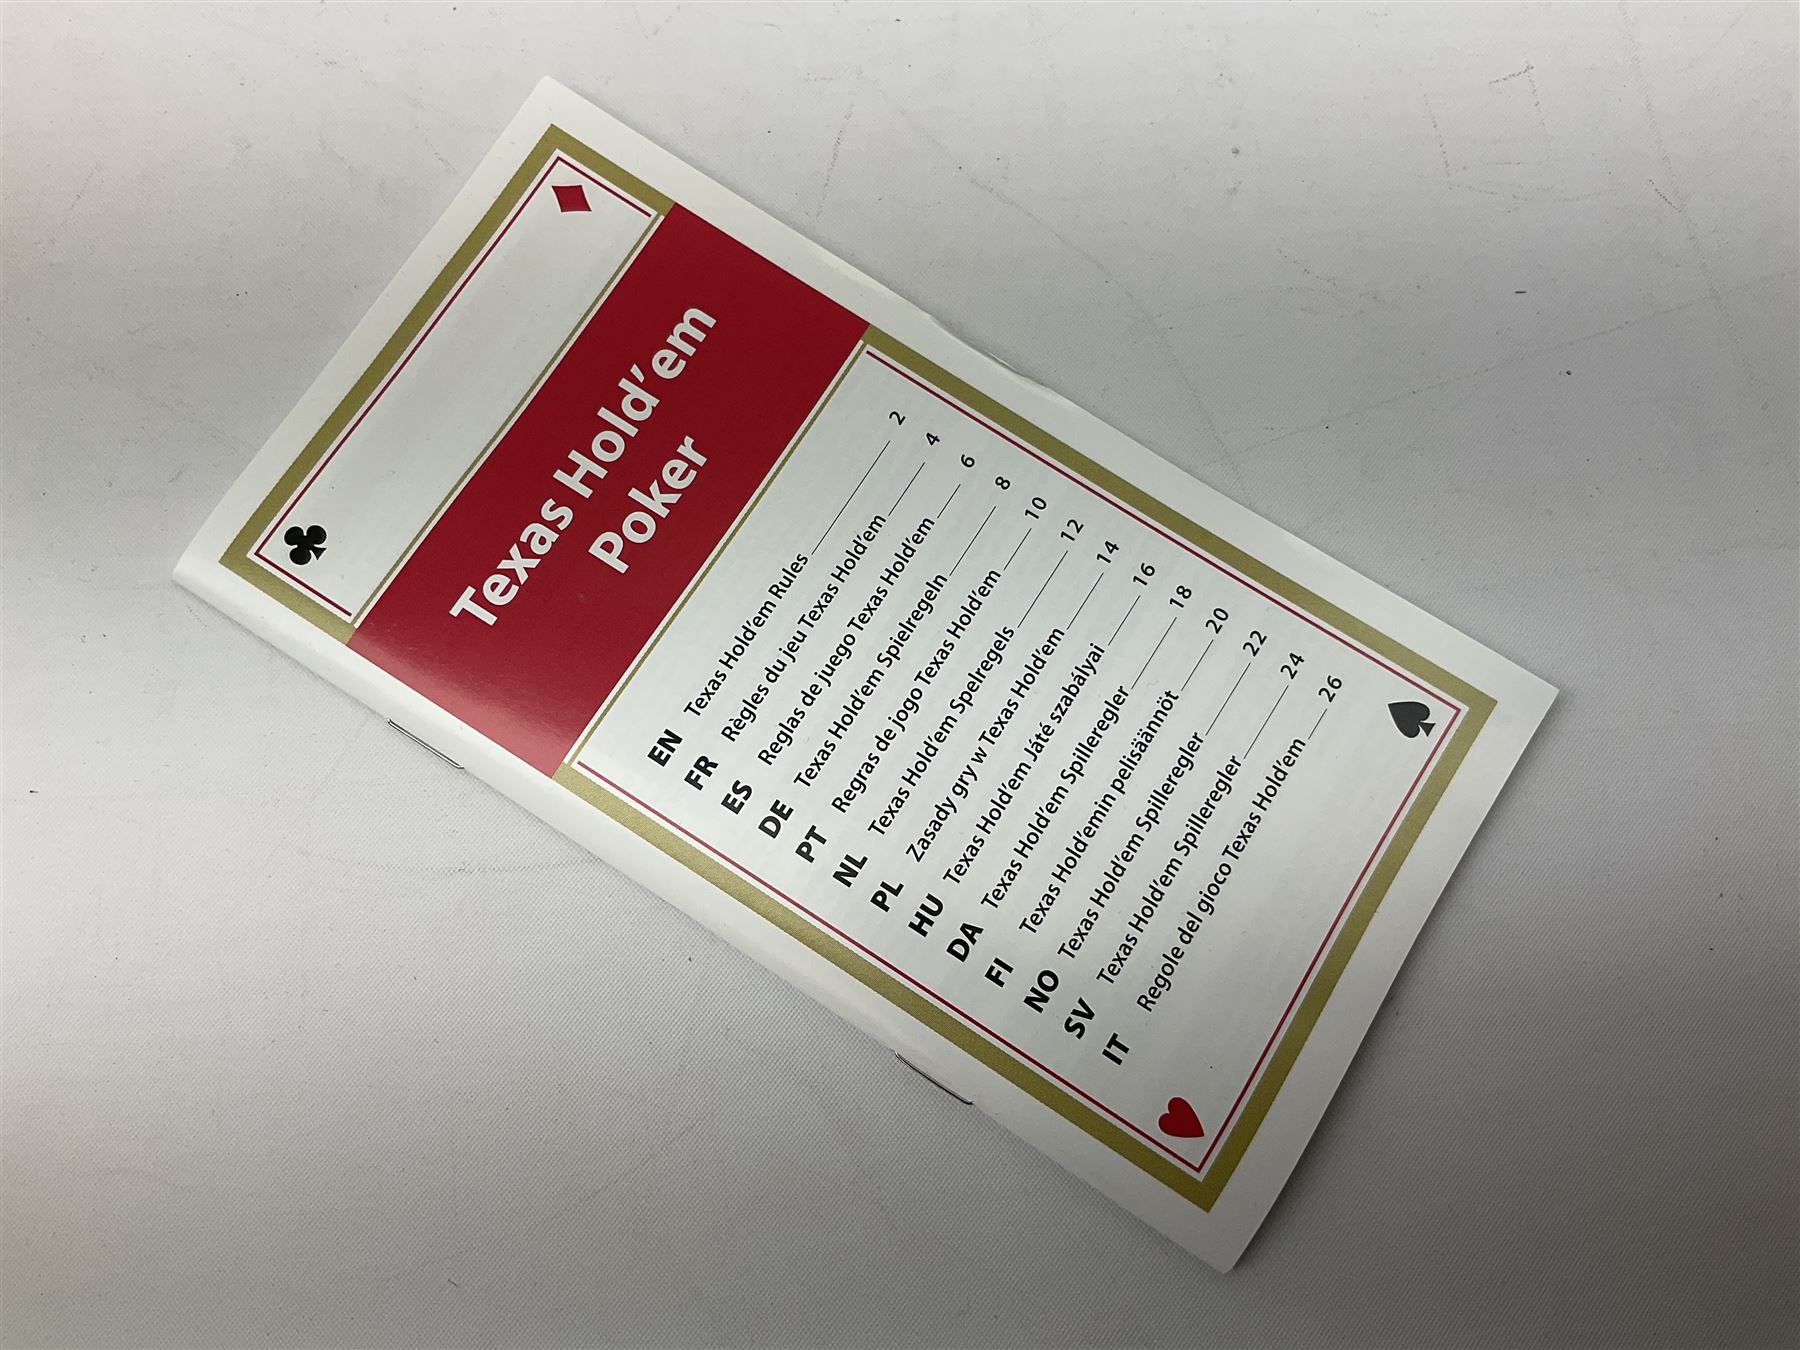 Texas Hold’em
Poker
EN Texas Hold’em Rules 2
FR Règles du jeu Texas Hold’em 4
ES Reglas de juego Texas Hold’em 6
DE Texas Hold’em Spielregeln 8
PT Regras de jogo Texas Hold’em 10
NL Texas Hold’em Spelregels 12
PL Zasady gry w Texas Hold’em 14
HU Texas Hold’em Játé szabályai 16
DA Texas Hold’em Spilleregler 18
FI Texas Hold’emin pelisäännöt 20
NO Texas Hold’em Spilleregler 22
SV Texas Hold’em Spilleregler 24
IT Regole del gioco Texas Hold’em 26